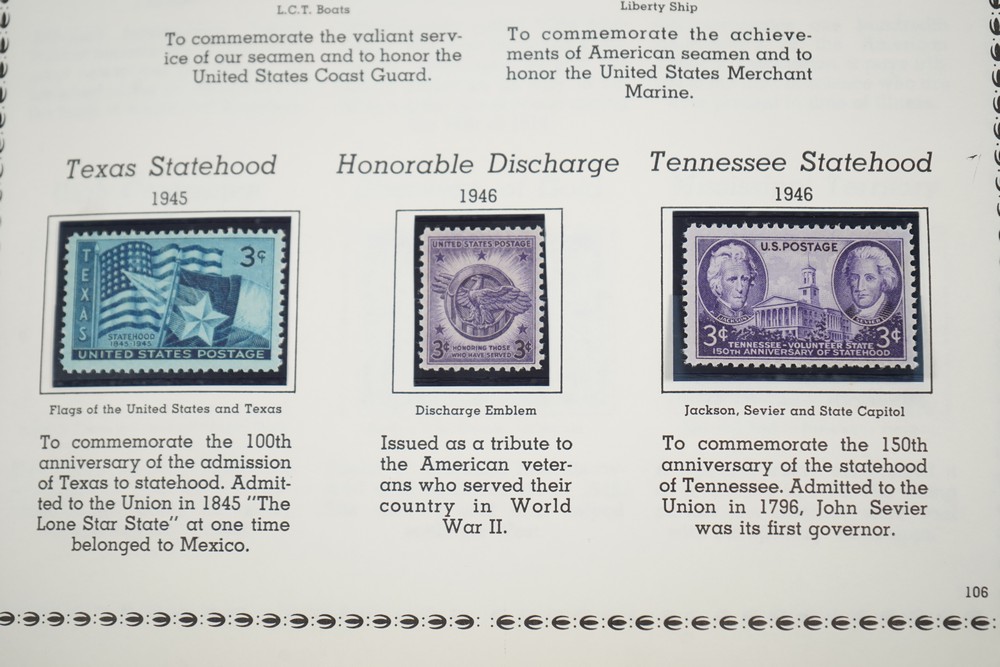 L.C.T. Boats
To commemorate the valiant serv-
ice of our seamen and to honor the
United States Coast Guard.
Liberty Ship
To commemorate the achieve-
ments of American seamen and to
honor the United States Merchant
Marine.
Texas Statehood
1945
TEXAS
3¢
STATEHOOD
1845-1945
UNITED STATES POSTAGE
Flags of the United States and Texas
To commemorate the 100th
anniversary of the admission
of Texas to statehood. Admit-
ted to the Union in 1845 "The
Lone Star State" at one time
belonged to Mexico.
Honorable Discharge
1946
UNITED STATES POSTAGE
3¢ HONORING THOSE 3¢
WHO HAVE SERVED
Discharge Emblem
Issued as a tribute to
the American veter-
ans who served their
country in World
War II.
Tennessee Statehood
1946
U.S. POSTAGE
JACKSON
SEVIER
3¢ 3¢
TENNESSEE-VOLUNTEER STATE
150TH ANNIVERSARY OF STATEHOOD
Jackson, Sevier and State Capitol
To commemorate the 150th
anniversary of the statehood
of Tennessee. Admitted to the
Union in 1796, John Sevier
was its first governor.
106